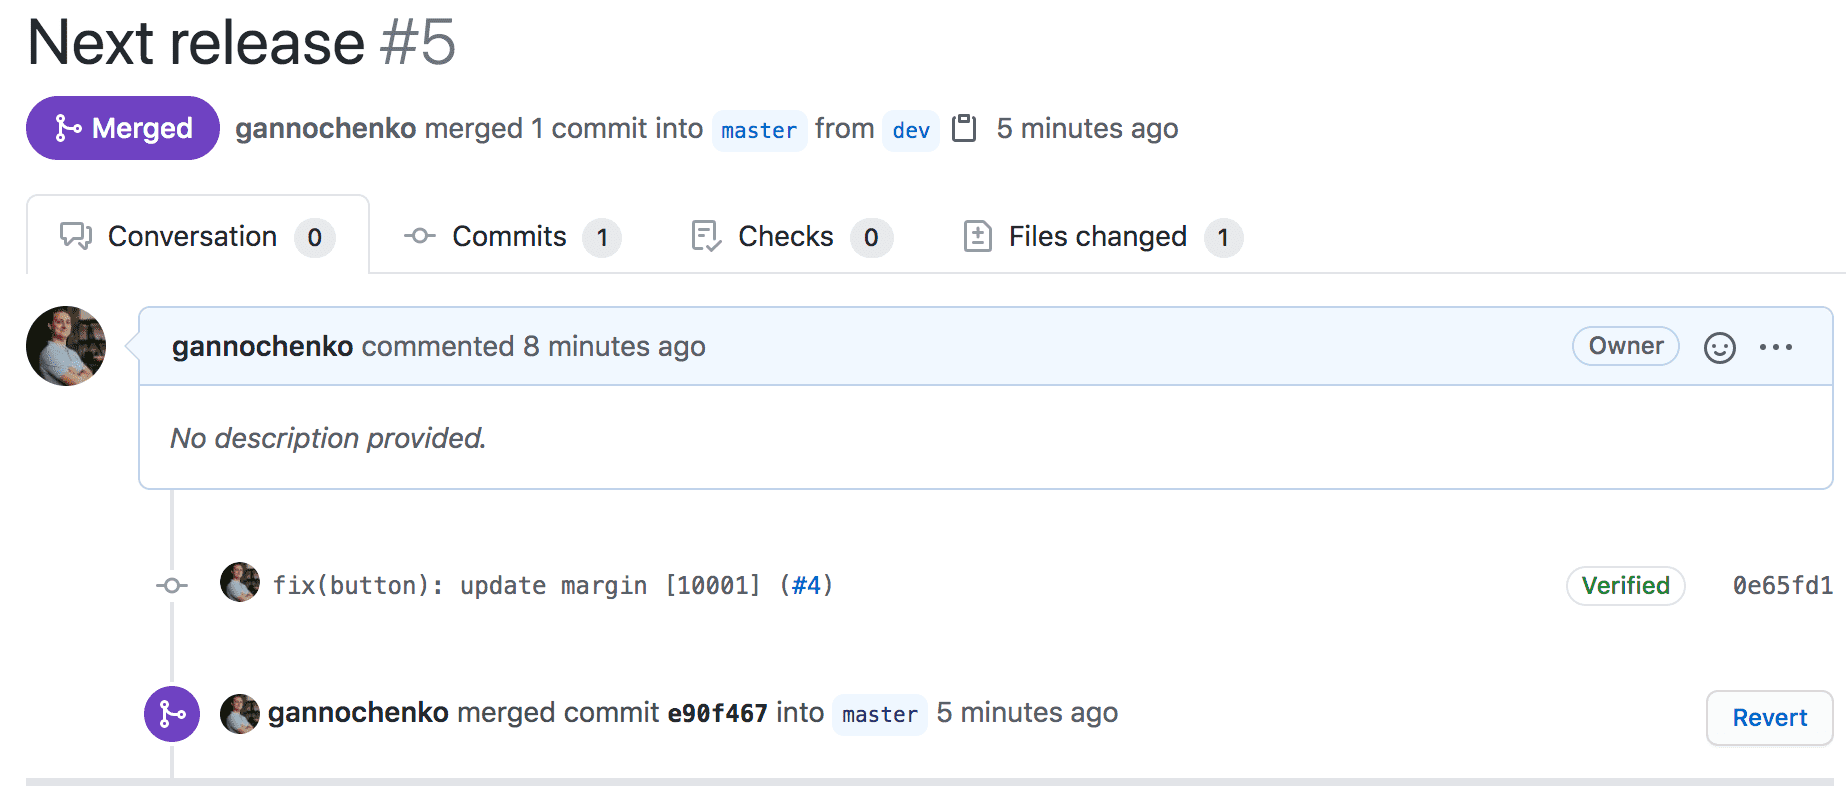 Next release #5
Merged gannochenko merged 1 commit into master from dev 5 minutes ago
Conversation 0 Commits 1 Checks 0 Files changed 1
gannochenko commented 8 minutes ago Owner
No description provided.
fix(button): update margin [10001] (#4) Verified 0e65fd1
gannochenko merged commit e90f467 into master 5 minutes ago Revert